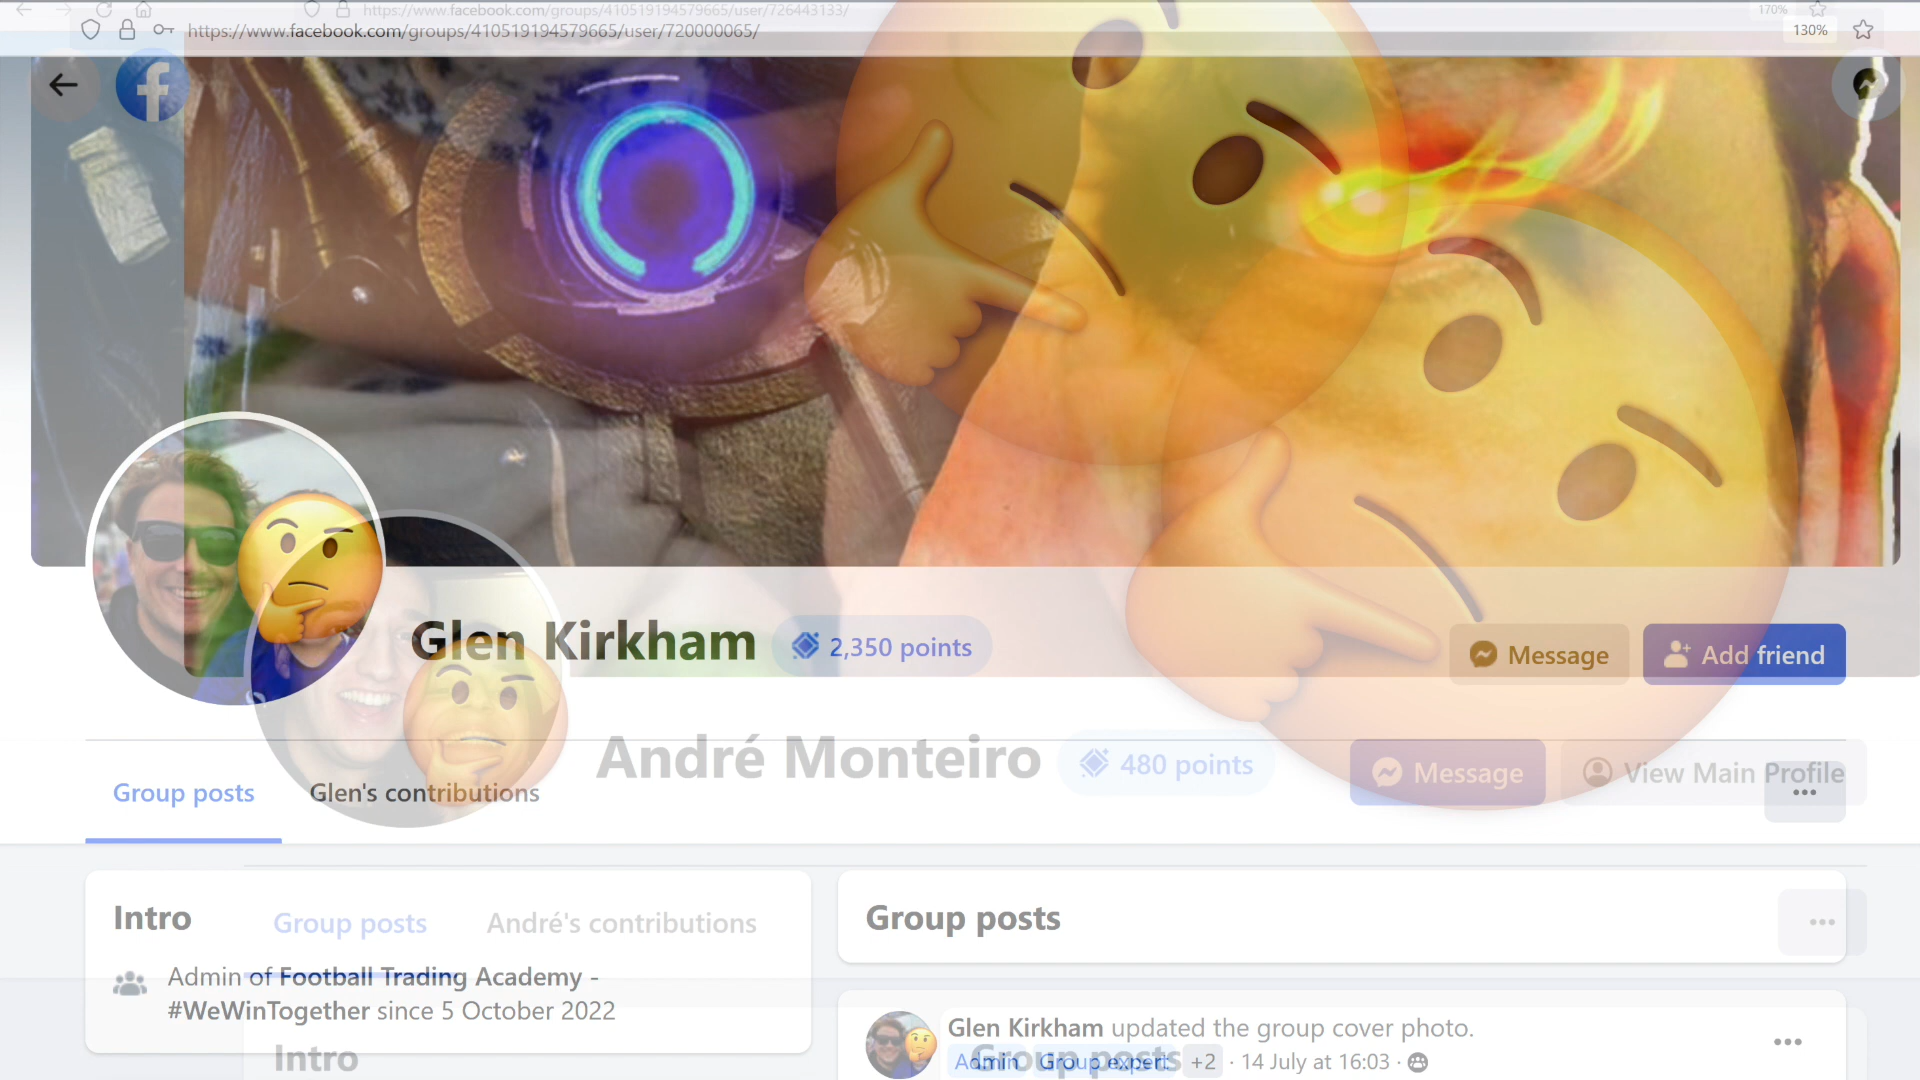 https://www.facebook.com/groups/410519194579665/user/726443133/
170%
https://www.facebook.com/groups/410519194579665/user/720000065/
130%
Glen Kirkham
2,350 points
Message
Add friend
André Monteiro
480 points
Message
View Main Profile
Group posts
Glen's contributions
Intro
Group posts
André's contributions
Group posts
Admin of Football Trading Academy -
#WeWinTogether since 5 October 2022
Glen Kirkham updated the group cover photo.
Admin
Group expert
+2 · 14 July at 16:03 ·
Intro
Group posts